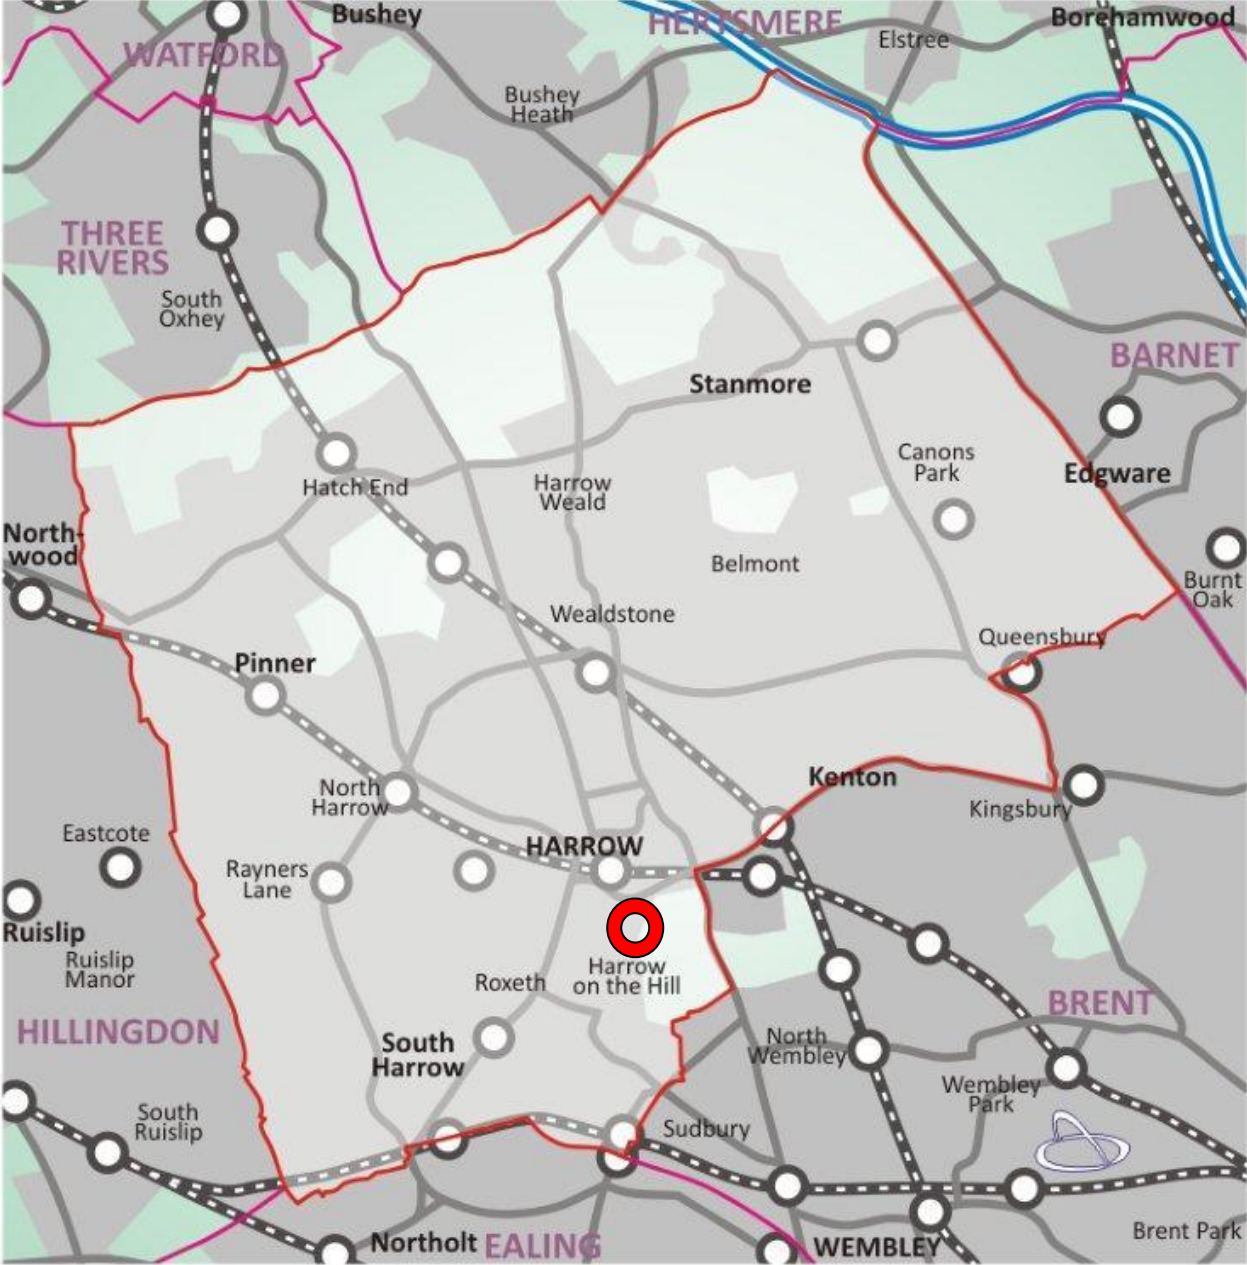 Bushey
HERTSMERE
Borehamwood
WATFORD
Elstree
Bushey
Heath
THREE
RIVERS
South
Oxhey
BARNET
Stanmore
Canons
Park
Edgware
Hatch End
Harrow
Weald
North-
wood
Belmont
Burnt
Oak
Wealdstone
Queensbury
Pinner
Kenton
North
Harrow
Kingsbury
Eastcote
HARROW
Rayners
Lane
Ruislip
Ruislip
Manor
Harrow
on the Hill
Roxeth
BRENT
HILLINGDON
South
Harrow
North
Wembley
Wembley
Park
South
Ruislip
Sudbury
Brent Park
Northolt
EALING
WEMBLEY